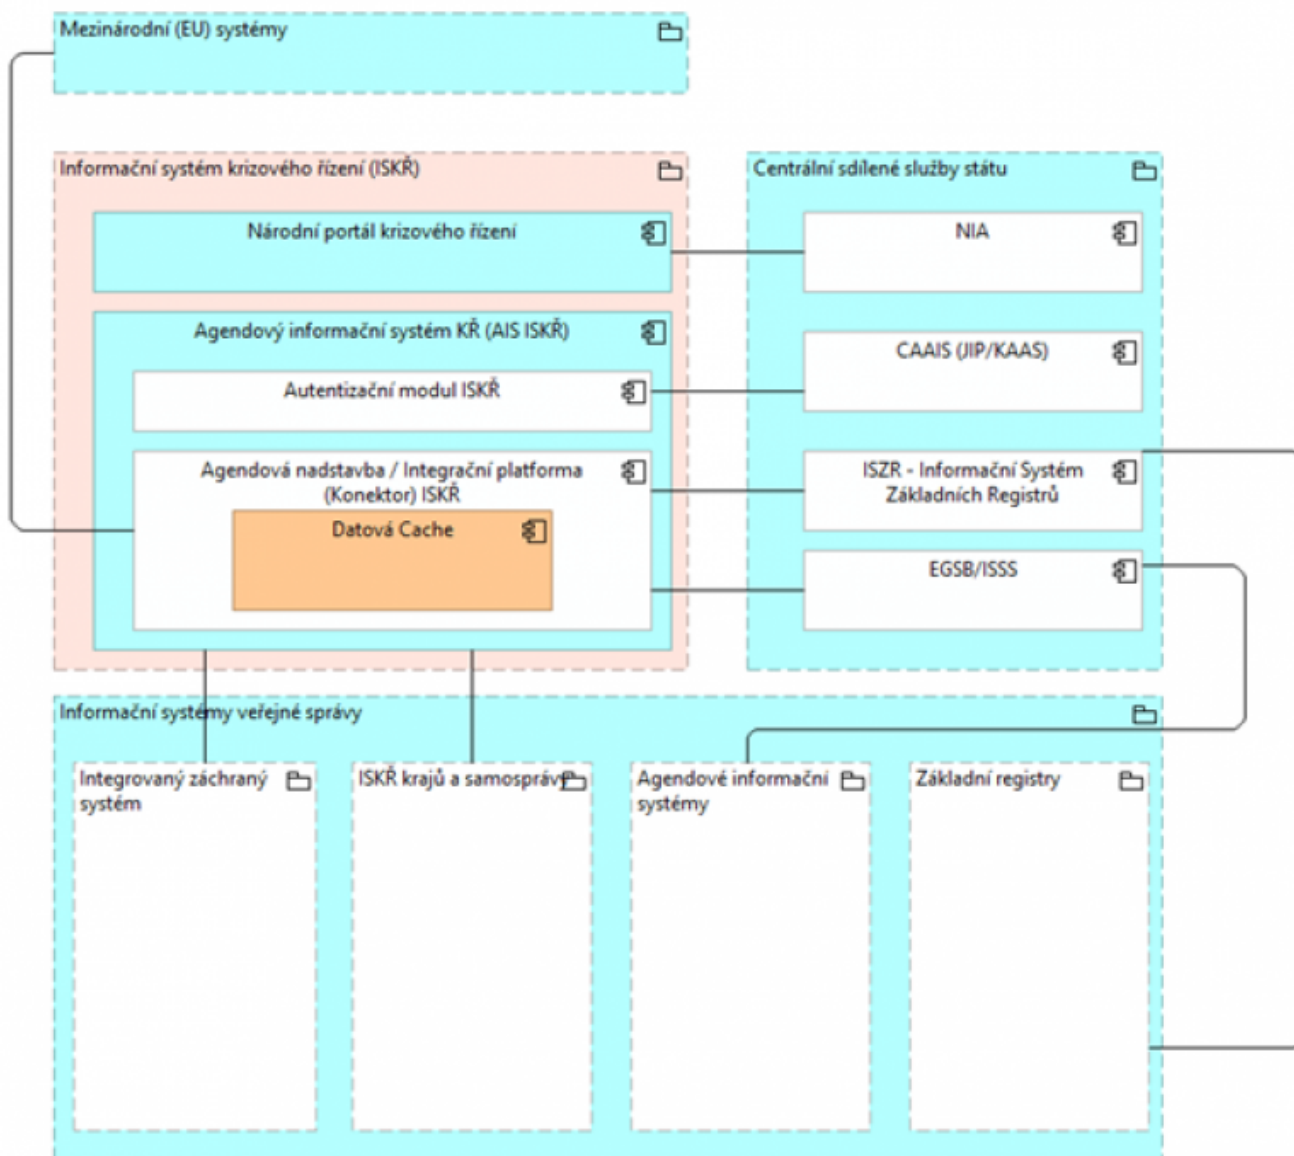 Mezinárodní (EU) systémy
Informační systém krizového řízení (ISKŘ)
Národní portál krizového řízení
Agendový informační systém KŘ (AIS ISKŘ)
Autentizační modul ISKŘ
Agendová nadstavba / Integrační platforma
(Konektor) ISKŘ
Datová Cache
Centrální sdílené služby státu
NIA
CAAIS (JIP/KAAS)
ISZR - Informační Systém
Základních Registrů
EGSB/ISSS
Informační systémy veřejné správy
Integrovaný záchraný
systém
ISKŘ krajů a samosprávy
Agendové informační
systémy
Základní registry